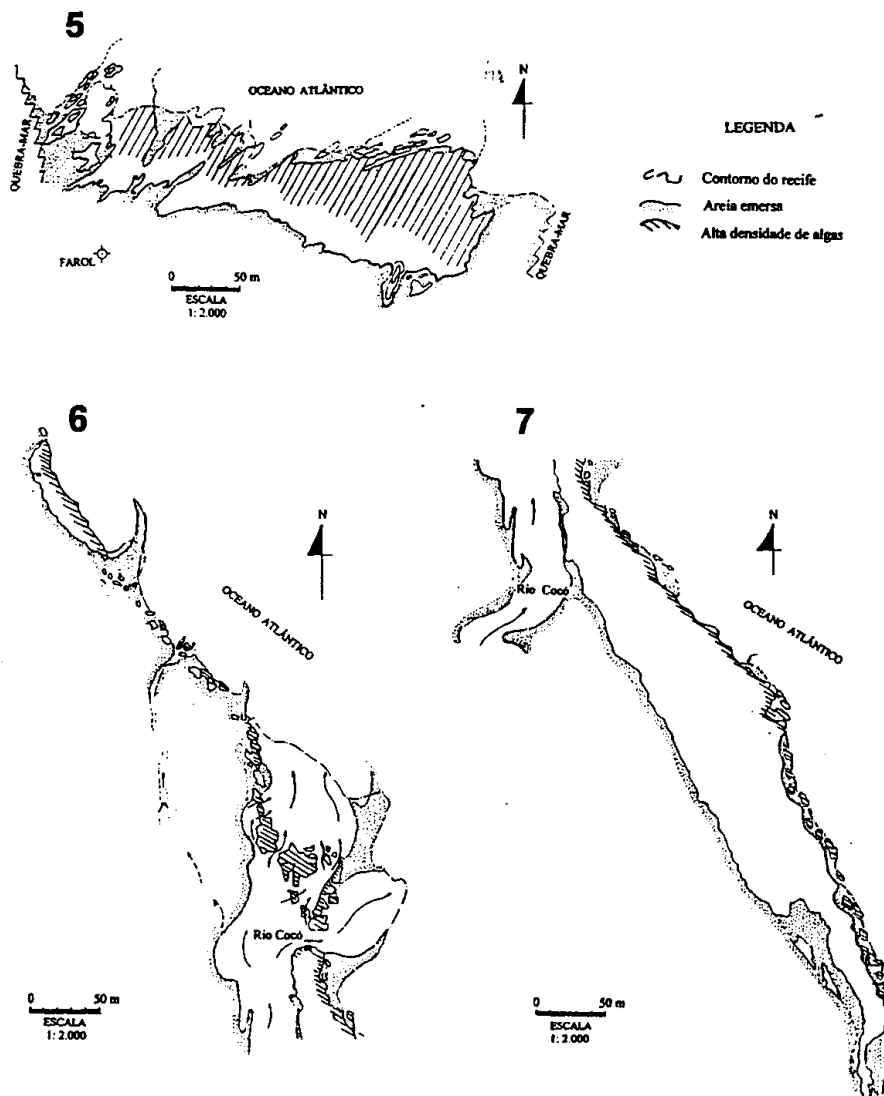 5
OCEANO ATLÂNTICO
N
QUEBRA-MAR
FAROL
0 50 m
ESCALA
1: 2.000
QUEBRA-MAR
LEGENDA
Contorno do recife
Areia emersa
Alta densidade de algas
6
N
OCEANO ATLÂNTICO
Rio Cocó
0 50 m
ESCALA
1: 2.000
7
N
Rio Cocó
OCEANO ATLÂNTICO
0 50 m
ESCALA
1: 2.000